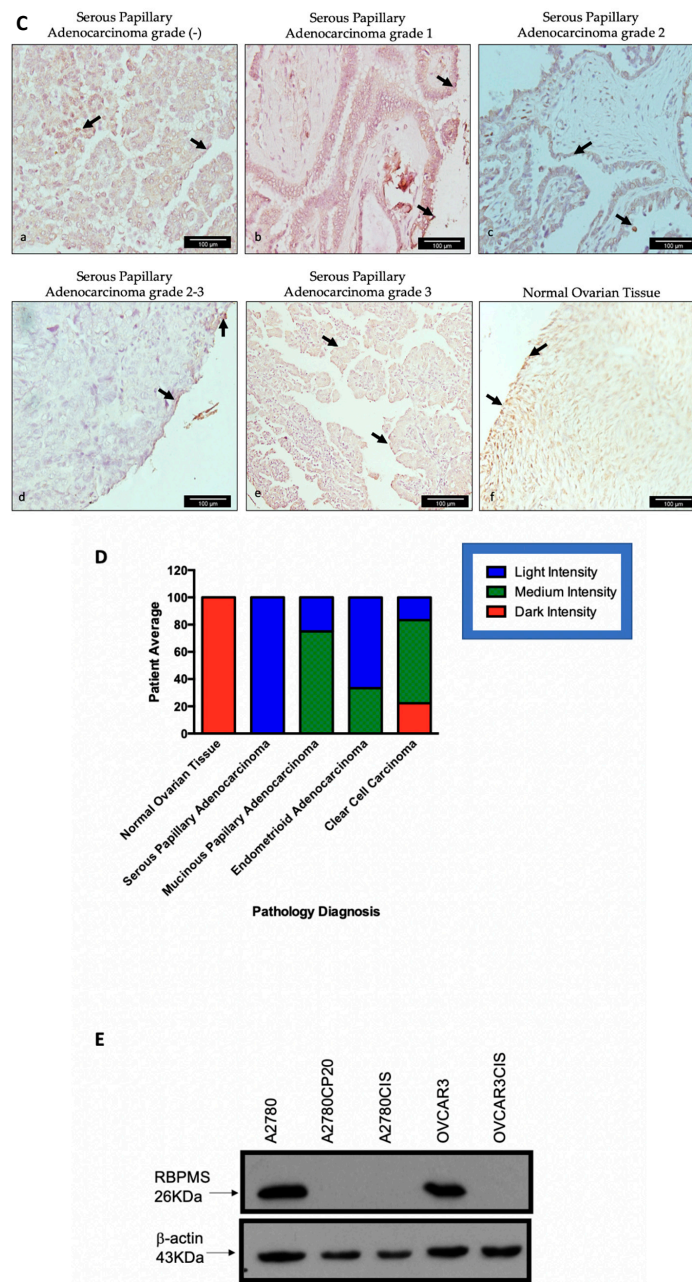 C
Serous Papillary
Adenocarcinoma grade (-)
Serous Papillary
Adenocarcinoma grade 1
Serous Papillary
Adenocarcinoma grade 2
a
100 µm
b
100 µm
c
100 µm
Serous Papillary
Adenocarcinoma grade 2-3
Serous Papillary
Adenocarcinoma grade 3
Normal Ovarian Tissue
d
100 µm
e
100 µm
f
100 µm
D
Light Intensity
Medium Intensity
Dark Intensity
Patient Average
120
100
80
60
40
20
0
Normal Ovarian Tissue
Serous Papillary Adenocarcinoma
Mucinous Papillary Adenocarcinoma
Endometrioid Adenocarcinoma
Clear Cell Carcinoma
Pathology Diagnosis
E
A2780
A2780CP20
A2780CIS
OVCAR3
OVCAR3CIS
RBPMS
26KDa
β-actin
43KDa